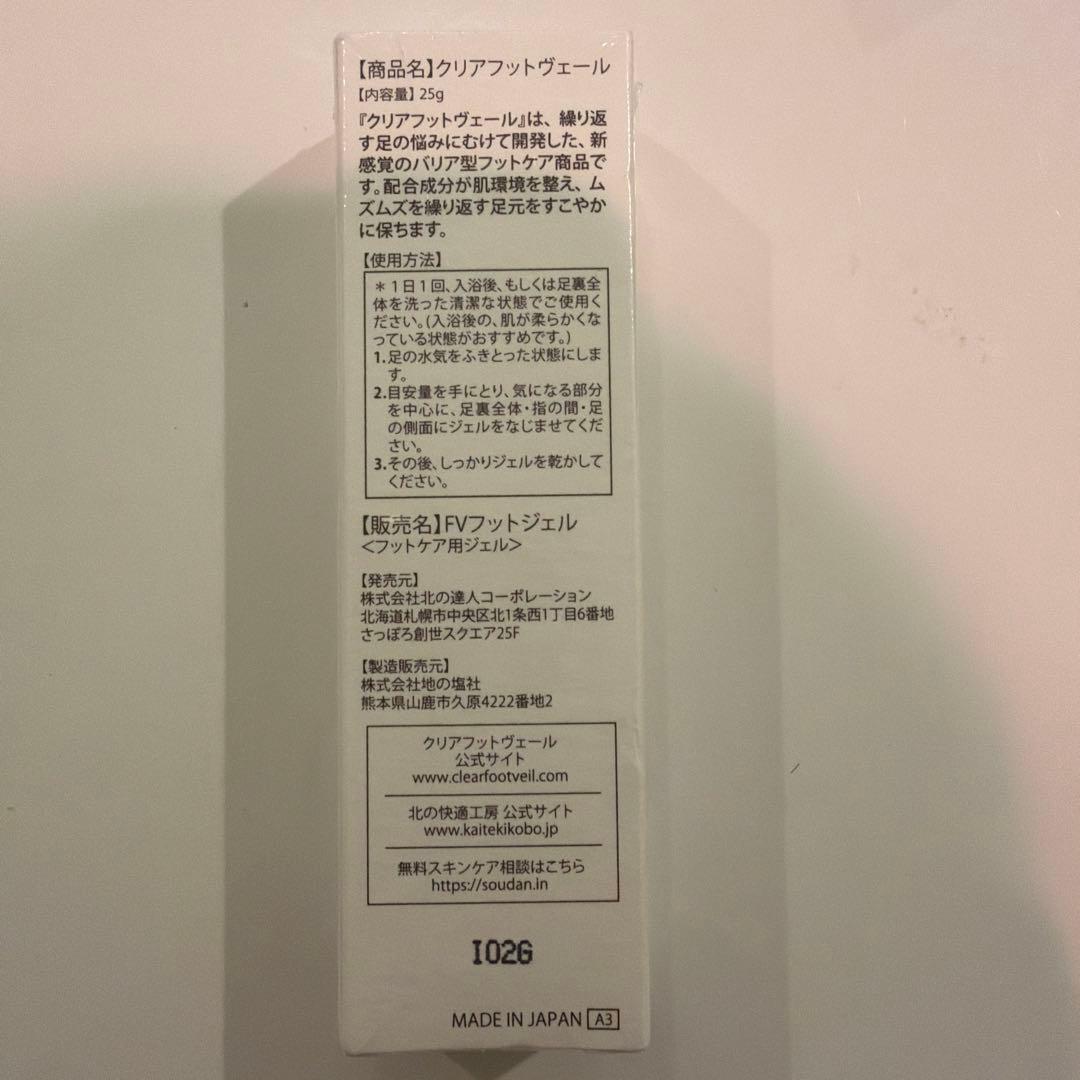 【商品名】クリアフットヴェール
【内容量】25g
『クリアフットヴェール』は、繰り返
す足の悩みにむけて開発した、新
感覚のバリア型フットケア商品で
す。配合成分が肌環境を整え、ム
ズムズを繰り返す足元をすこやか
に保ちます。
【使用方法】
＊1日1回、入浴後、もしくは足裏全
体を洗った清潔な状態でご使用く
ださい。(入浴後の、肌が柔らかくな
っている状態がおすすめです。)
1.足の水気をふきとった状態にしま
す。
2.目安量を手にとり、気になる部分
を中心に、足裏全体・指の間・足
の側面にジェルをなじませてくだ
さい。
3.その後、しっかりジェルを乾かして
ください。
【販売名】FVフットジェル
＜フットケア用ジェル＞
【発売元】
株式会社北の達人コーポレーション
北海道札幌市中央区北1条西1丁目6番地
さっぽろ創世スクエア25F
【製造販売元】
株式会社地の塩社
熊本県山鹿市久原4222番地2
クリアフットヴェール
公式サイト
www.clearfootveil.com
北の快適工房 公式サイト
www.kaitekikobo.jp
無料スキンケア相談はこちら
https://soudan.in
I02G
MADE IN JAPAN A3